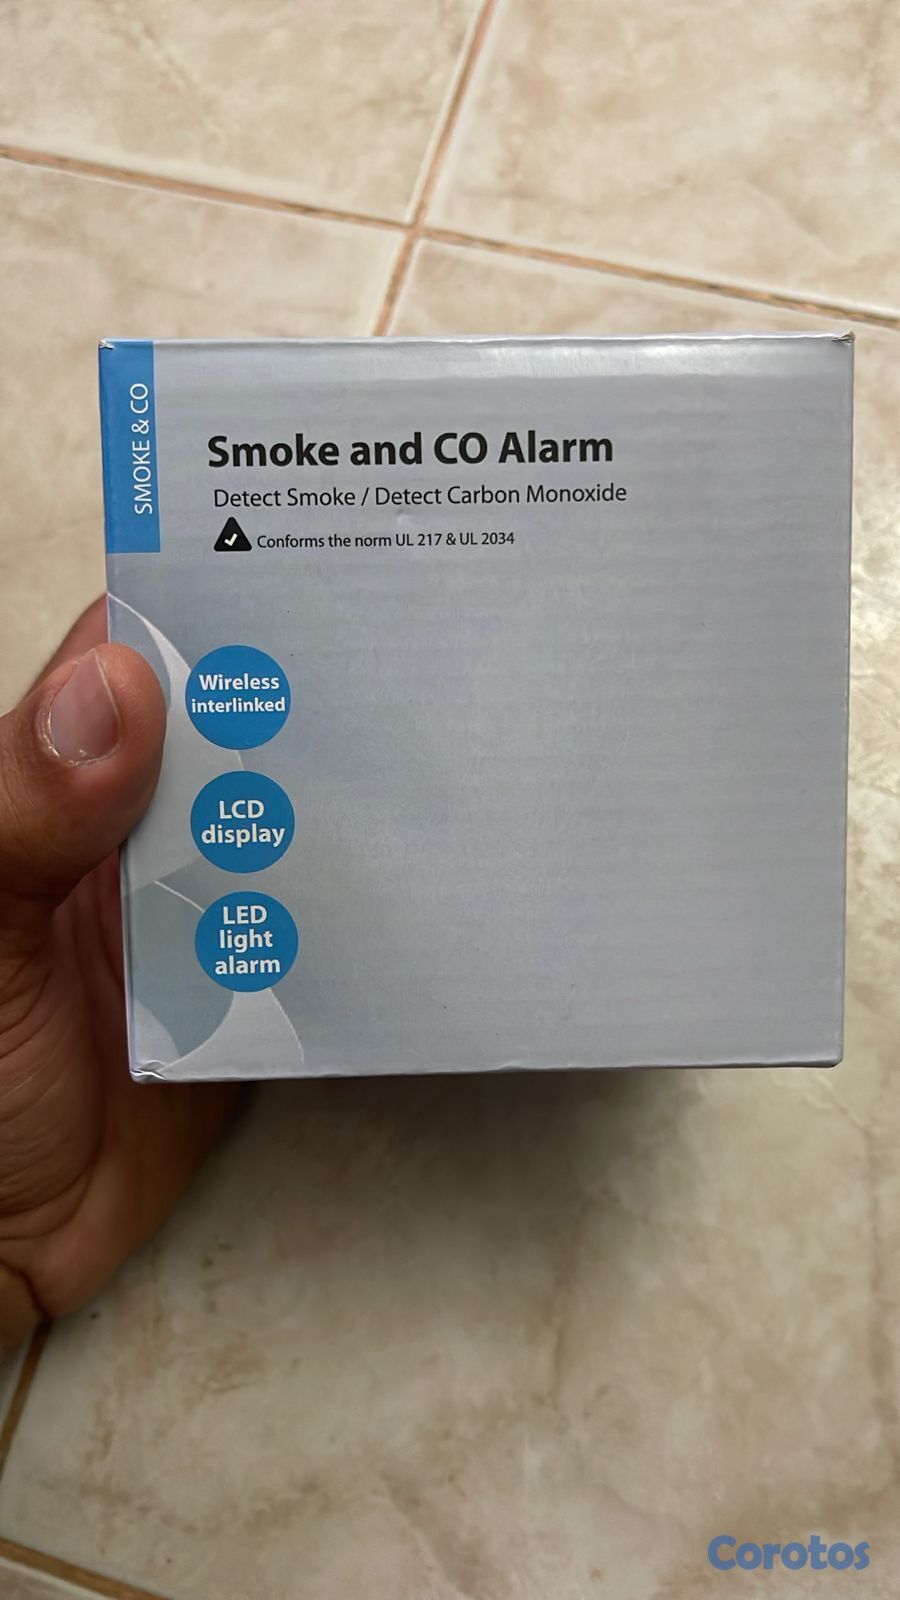 SMOKE & CO
Smoke and CO Alarm
Detect Smoke / Detect Carbon Monoxide
Conforms the norm UL 217 & UL 2034
Wireless
interlinked
LCD
display
LED
light
alarm
Corotos